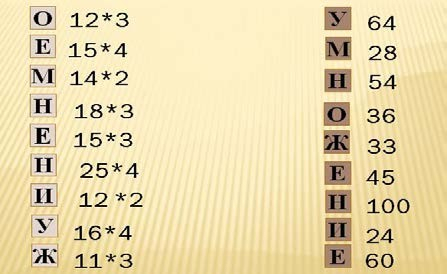 О 12*3
Е 15*4
М 14*2
Н 18*3
Е 15*3
Н 25*4
И 12 *2
У 16*4
Ж 11*3
У 64
М 28
Н 54
О 36
Ж 33
Е 45
Н 100
И 24
Е 60